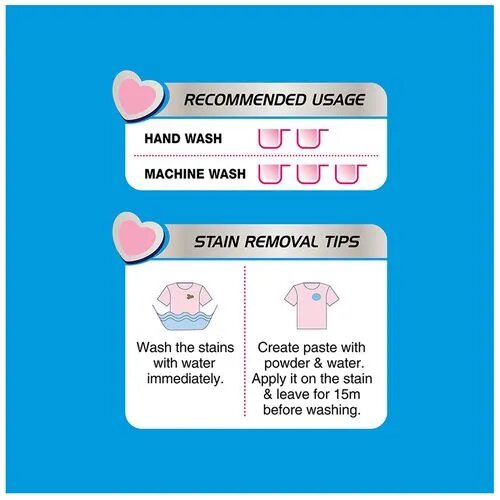 RECOMMENDED USAGE
HAND WASH
MACHINE WASH
STAIN REMOVAL TIPS
Wash the stains
with water
immediately.
Create paste with
powder & water.
Apply it on the stain
& leave for 15m
before washing.